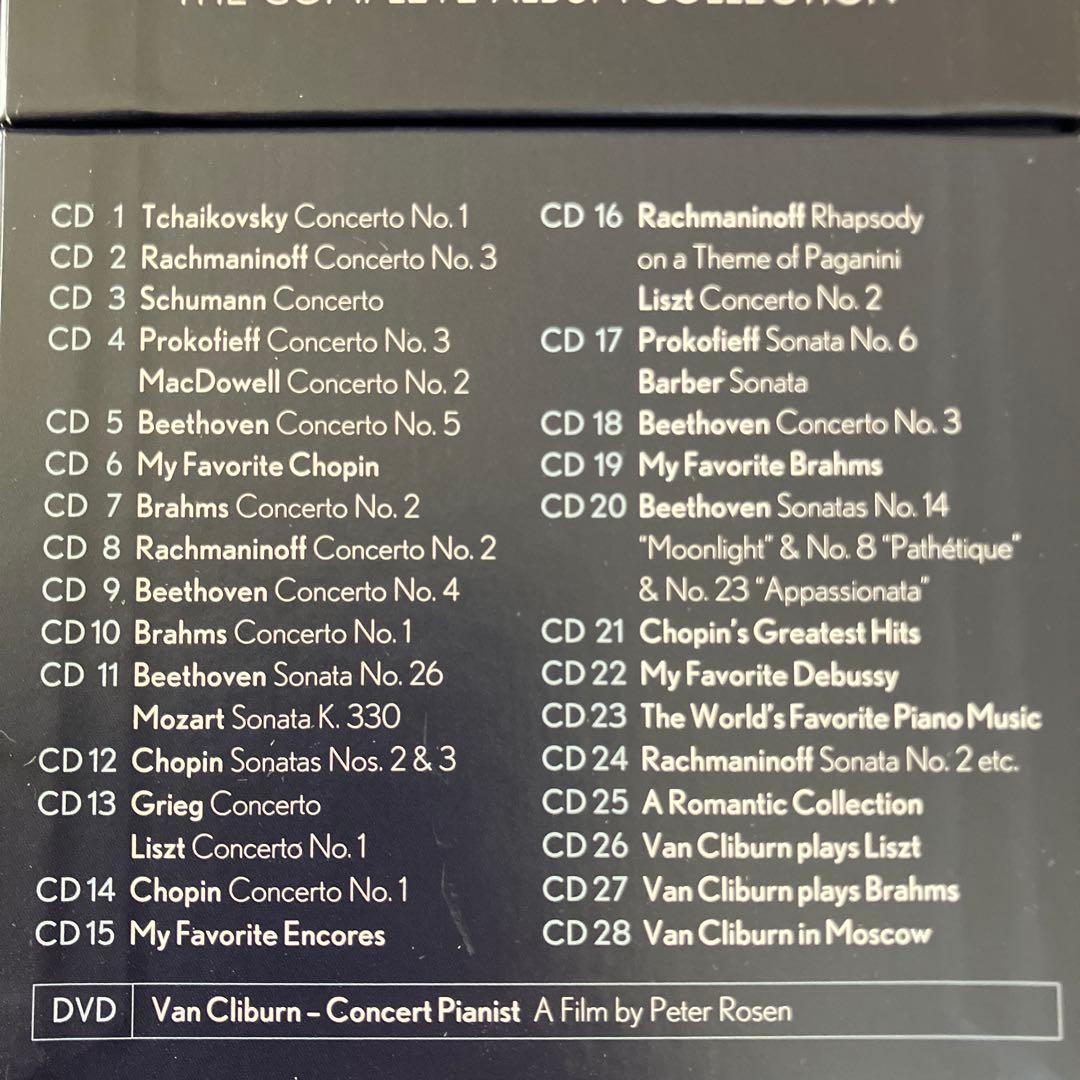 THE COMPLETE ALBUM COLLECTION
CD 1 Tchaikovsky Concerto No. 1
CD 2 Rachmaninoff Concerto No. 3
CD 3 Schumann Concerto
CD 4 Prokofieff Concerto No. 3
MacDowell Concerto No. 2
CD 5 Beethoven Concerto No. 5
CD 6 My Favorite Chopin
CD 7 Brahms Concerto No. 2
CD 8 Rachmaninoff Concerto No. 2
CD 9 Beethoven Concerto No. 4
CD 10 Brahms Concerto No. 1
CD 11 Beethoven Sonata No. 26
Mozart Sonata K. 330
CD 12 Chopin Sonatas Nos. 2 & 3
CD 13 Grieg Concerto
Liszt Concerto No. 1
CD 14 Chopin Concerto No. 1
CD 15 My Favorite Encores
CD 16 Rachmaninoff Rhapsody
on a Theme of Paganini
Liszt Concerto No. 2
CD 17 Prokofieff Sonata No. 6
Barber Sonata
CD 18 Beethoven Concerto No. 3
CD 19 My Favorite Brahms
CD 20 Beethoven Sonatas No. 14
"Moonlight" & No. 8 "Pathétique"
& No. 23 "Appassionata"
CD 21 Chopin's Greatest Hits
CD 22 My Favorite Debussy
CD 23 The World's Favorite Piano Music
CD 24 Rachmaninoff Sonata No. 2 etc.
CD 25 A Romantic Collection
CD 26 Van Cliburn plays Liszt
CD 27 Van Cliburn plays Brahms
CD 28 Van Cliburn in Moscow
DVD Van Cliburn – Concert Pianist A Film by Peter Rosen